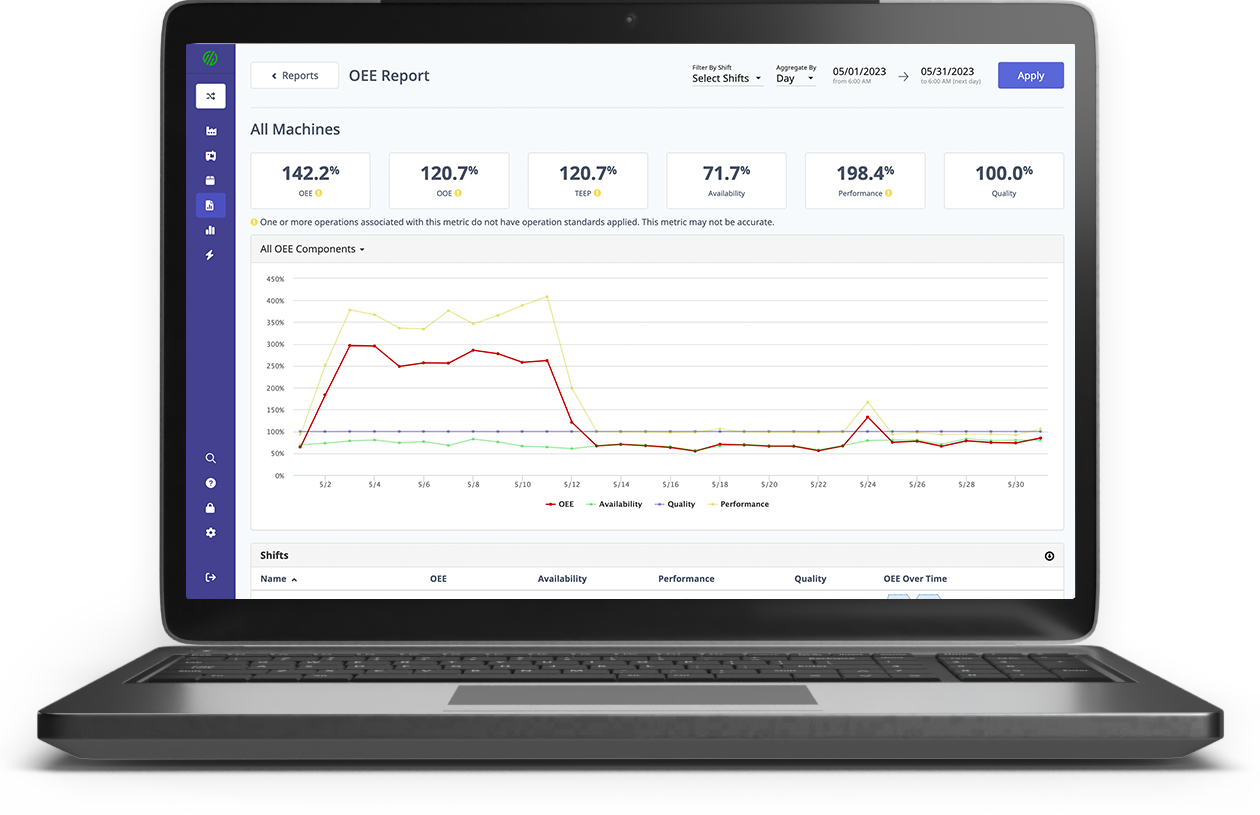 Reports
OEE Report
Filter By Shift
Select Shifts
Aggregate By
Day
05/01/2023
from 6:00 AM
05/31/2023
to 6:00 AM (next day)
Apply
All Machines
142.2%
OEE
120.7%
OOE
120.7%
TEEP
71.7%
Availability
198.4%
Performance
100.0%
Quality
One or more operations associated with this metric do not have operation standards applied. This metric may not be accurate.
All OEE Components
450%
400%
350%
300%
250%
200%
150%
100%
50%
0%
5/2 5/4 5/6 5/8 5/10 5/12 5/14 5/16 5/18 5/20 5/22 5/24 5/26 5/28 5/30
OEE Availability Quality Performance
Shifts
Name OEE Availability Performance Quality OEE Over Time